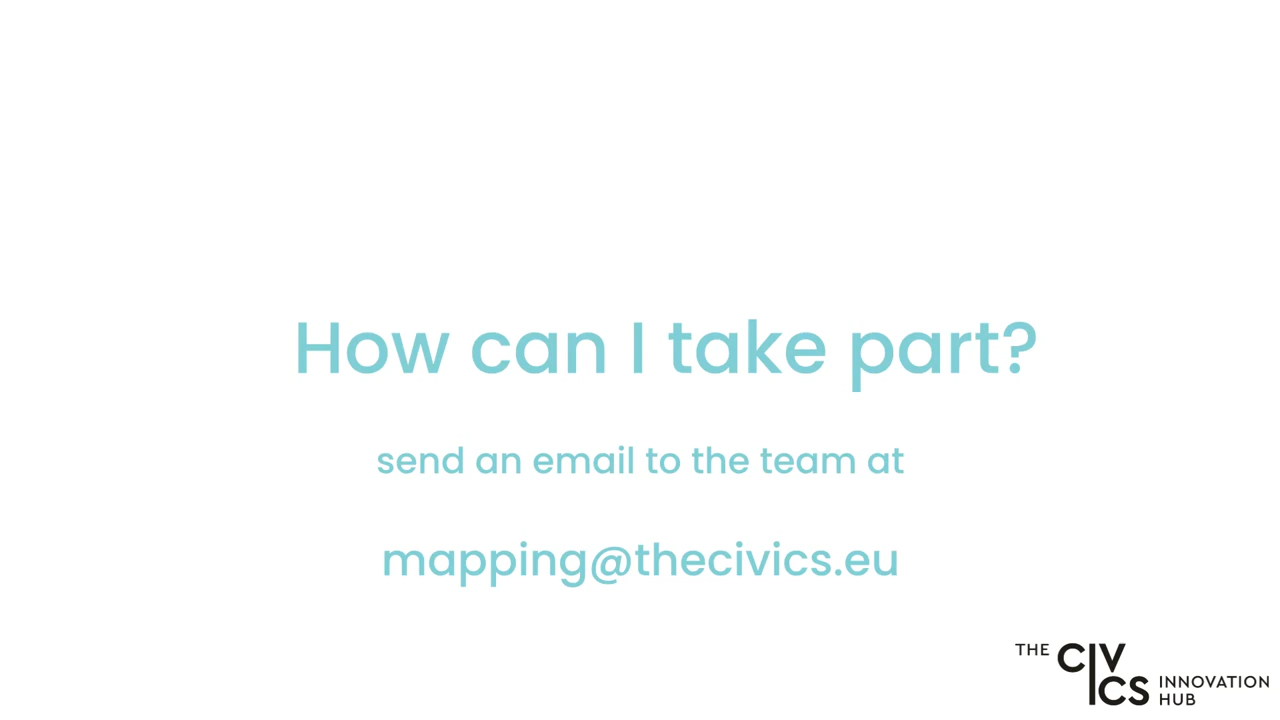 How can I take part?
send an email to the team at
mapping@thecivics.eu
THE CIVICS INNOVATION HUB